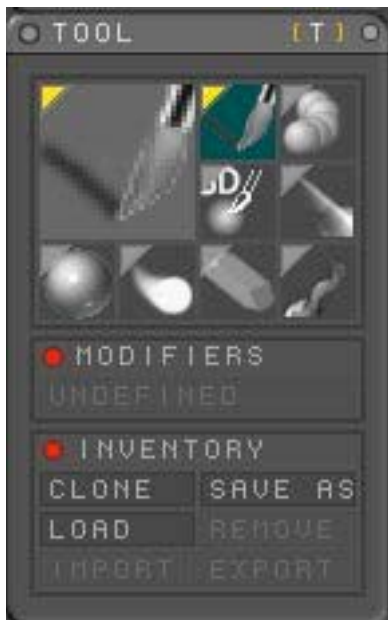 TOOL [T]
3D
MODIFIERS
UNDEFINED
INVENTORY
CLONE SAVE AS
LOAD REMOVE
IMPORT EXPORT